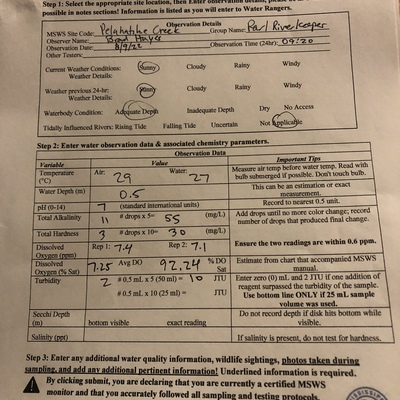 Step 1: Select the appropriate site location, then Enter observation details, please
possible in notes sections! Information is listed as you will enter to Water Rangers.
Observation Details
MSWS Site Code: Pelahatchie Creek Group Name: Pearl Riverkeeper
Observer Name: Brad Hayes
Observation Date: 8/9/25 Observation Time (24hr): 09:20
Other Testers:
Current Weather Conditions: Sunny Cloudy Rainy Windy
Weather Details:
Weather previous 24-hr: Sunny Cloudy Rainy Windy
Weather Details:
Waterbody Condition: Adequate Depth Inadequate Depth Dry No Access
Tidally Influenced Rivers: Rising Tide Falling Tide Uncertain Not Applicable
Step 2: Enter water observation data & associated chemistry parameters.
Observation Data
Variable Value Important Tips
Temperature (°C) Air: 29 Water: 27 Measure air temp before water temp. Read with bulb submerged if possible. Don't touch bulb.
Water Depth (m) 0.5 This can be an estimation or exact measurement.
pH (0-14) 7 (standard international units) Record to nearest 0.5 unit.
Total Alkalinity 11 # drops x 5= 55 (mg/L) Add drops until no more color change; record number of drops that produced final change.
Total Hardness 3 # drops x 10= 30 (mg/L)
Dissolved Oxygen (ppm) Rep 1: 7.4 Rep 2: 7.1 Ensure the two readings are within 0.6 ppm.
Dissolved Oxygen (% Sat) 7.25 Avg DO 92.24 % DO Sat Estimate from chart that accompanied MSWS manual.
Turbidity 2 # 0.5 mL x 5 (50 ml) = 10 JTU Enter zero (0) mL and 2 JTU if one addition of reagent surpassed the turbidity of the sample.
# 0.5 mL x 10 (25 ml) = JTU Use bottom line ONLY if 25 mL sample volume was used.
Secchi Depth (m) bottom visible exact reading Do not record depth if disk hits bottom while visible.
Salinity (ppt) If salinity is present, do not test for hardness.
Step 3: Enter any additional water quality information, wildlife sightings, photos taken during
sampling, and add any additional pertinent information! Underlined information is required.
By clicking submit, you are declaring that you are currently a certified MSWS
monitor and that you accurately followed all sampling and testing protocols.